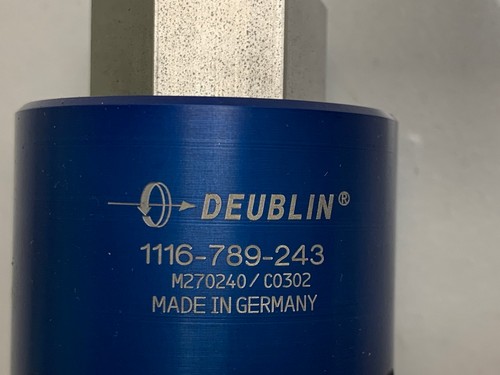 DEUBLIN®
1116-789-243
M270240/C0302
MADE IN GERMANY